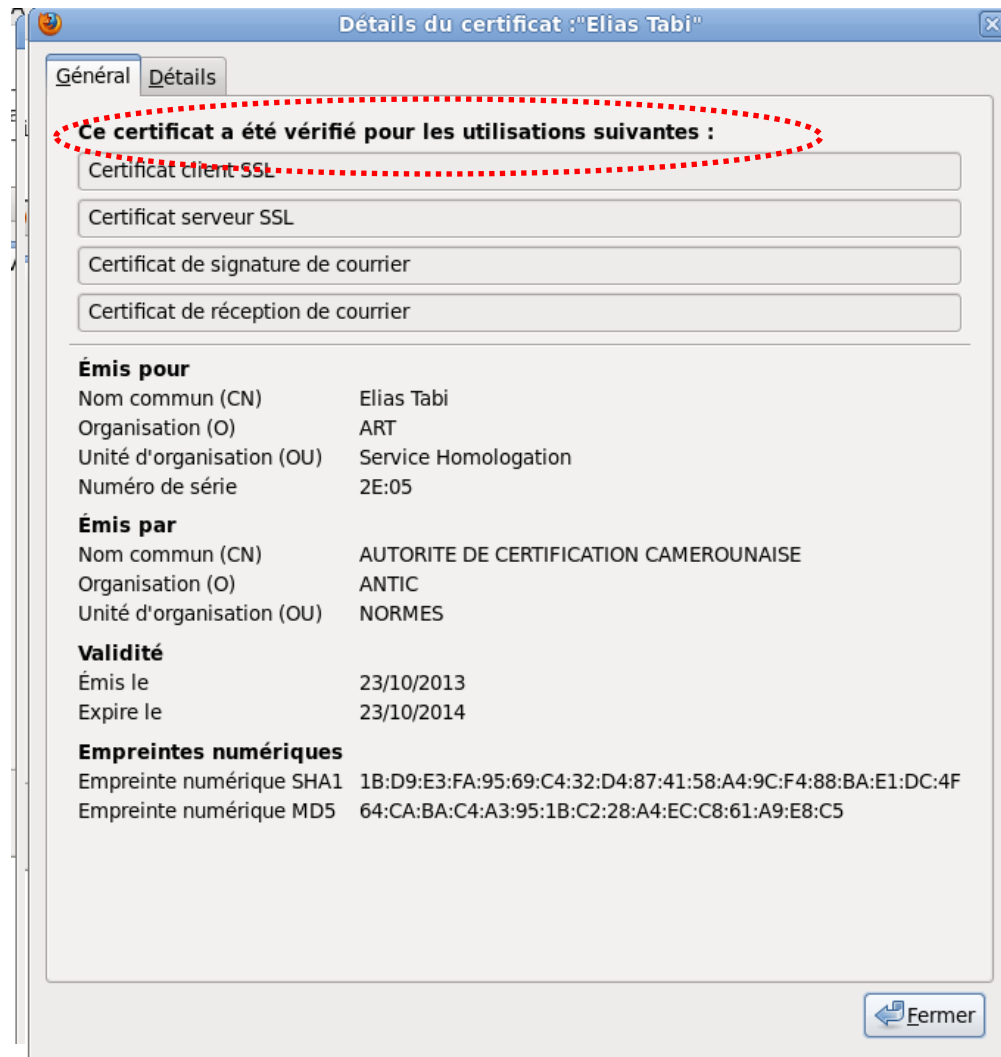 Détails du certificat :"Elias Tabi"
Général Détails
Ce certificat a été vérifié pour les utilisations suivantes :
Certificat client SSL
Certificat serveur SSL
Certificat de signature de courrier
Certificat de réception de courrier
Émis pour
Nom commun (CN) Elias Tabi
Organisation (O) ART
Unité d'organisation (OU) Service Homologation
Numéro de série 2E:05
Émis par
Nom commun (CN) AUTORITE DE CERTIFICATION CAMEROUNAISE
Organisation (O) ANTIC
Unité d'organisation (OU) NORMES
Validité
Émis le 23/10/2013
Expire le 23/10/2014
Empreintes numériques
Empreinte numérique SHA1 1B:D9:E3:FA:95:69:C4:32:D4:87:41:58:A4:9C:F4:88:BA:E1:DC:4F
Empreinte numérique MD5 64:CA:BA:C4:A3:95:1B:C2:28:A4:EC:C8:61:A9:E8:C5
Fermer